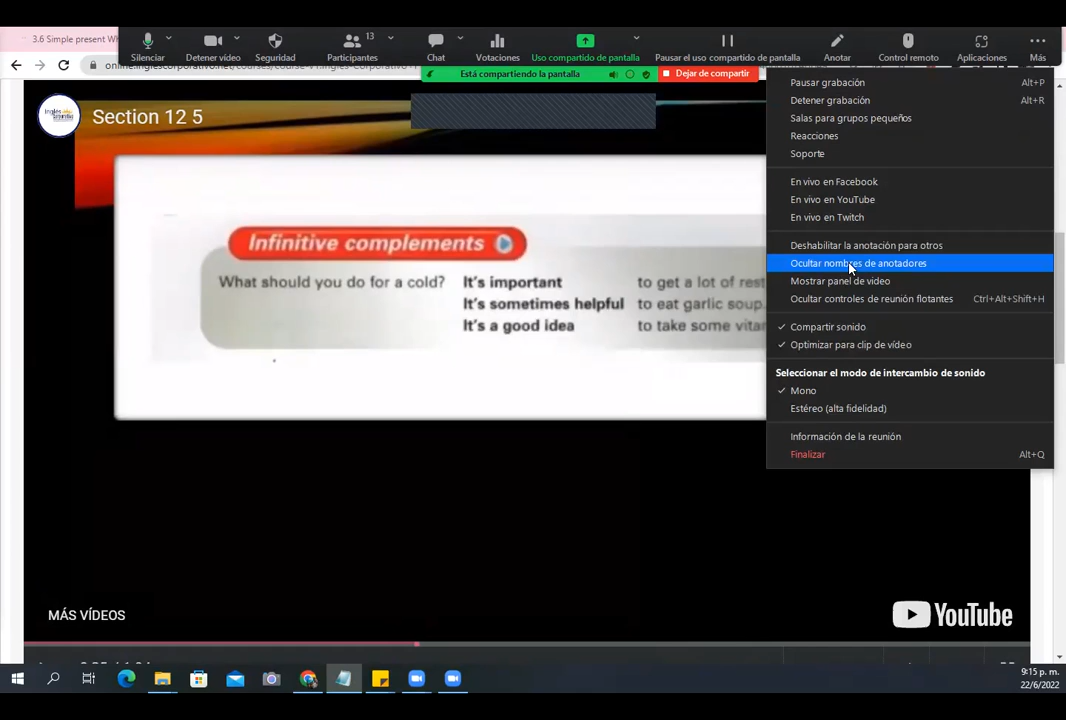 3.6 Simple present W
Silenciar
Detener video
Seguridad
13
Participantes
Chat
Votaciones
Uso compartido de pantalla
Pausar el uso compartido de pantalla
Anotar
Control remoto
Aplicaciones
Más
Está compartiendo la pantalla
Dejar de compartir
Section 12 5
Infinitive complements
What should you do for a cold? It's important to get a lot of rest
It's sometimes helpful to eat garlic soup.
It's a good idea to take some vita
Pausar grabación Alt+P
Detener grabación Alt+R
Salas para grupos pequeños
Reacciones
Soporte
En vivo en Facebook
En vivo en YouTube
En vivo en Twitch
Deshabilitar la anotación para otros
Ocultar nombres de anotadores
Mostrar panel de video
Ocultar controles de reunión flotantes Ctrl+Alt+Shift+H
Compartir sonido
Optimizar para clip de vídeo
Seleccionar el modo de intercambio de sonido
Mono
Estéreo (alta fidelidad)
Información de la reunión
Finalizar Alt+Q
MÁS VÍDEOS
YouTube
9:15 p. m.
22/6/2022